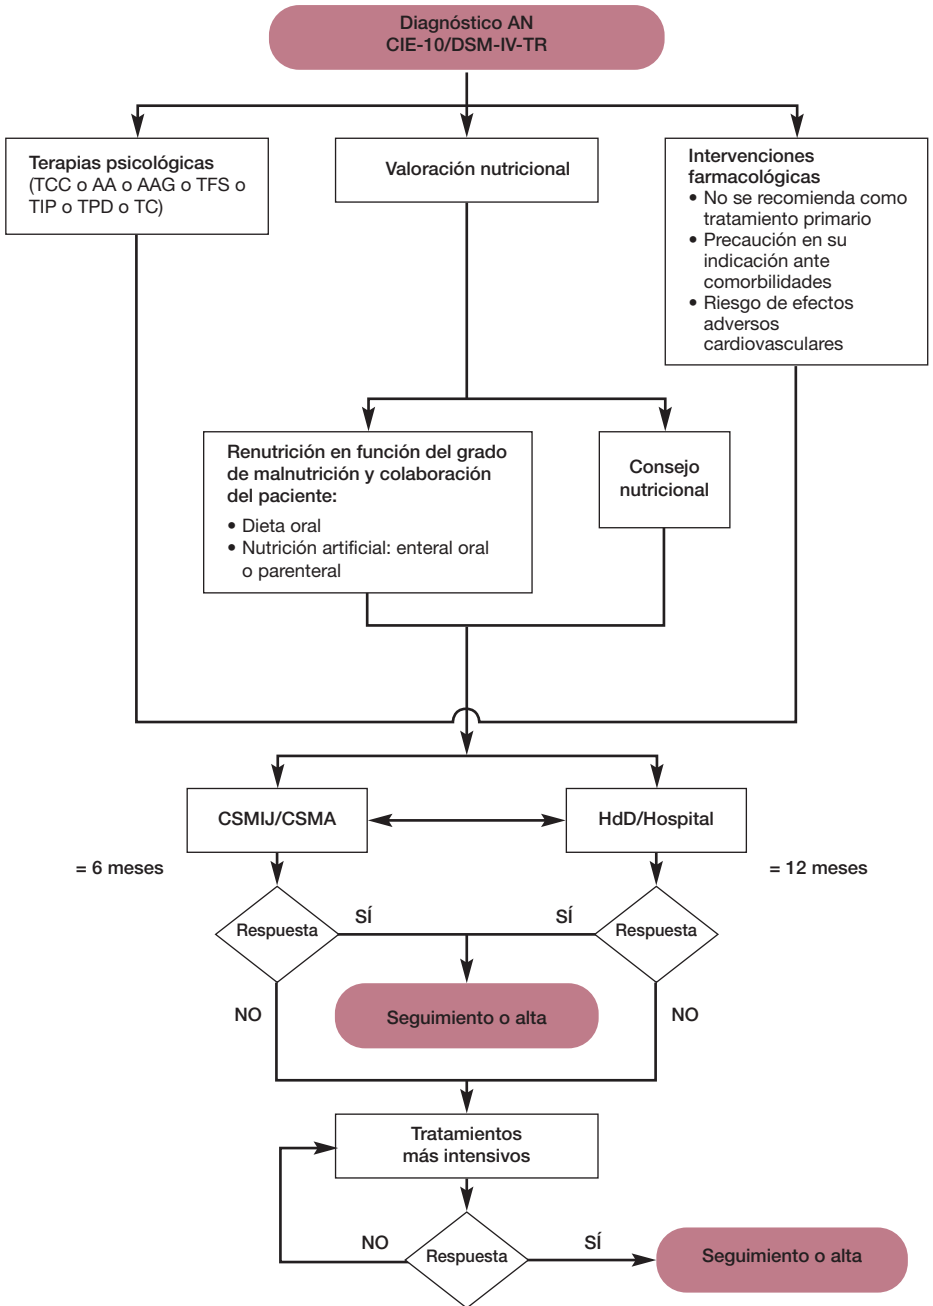 Diagnóstico AN
CIE-10/DSM-IV-TR
Terapias psicológicas
(TCC o AA o AAG o TFS o
TIP o TPD o TC)
Valoración nutricional
Intervenciones
farmacológicas
• No se recomienda como
tratamiento primario
• Precaución en su
indicación ante
comorbilidades
• Riesgo de efectos
adversos
cardiovasculares
Renutrición en función del grado
de malnutrición y colaboración
del paciente:
• Dieta oral
• Nutrición artificial: enteral oral
o parenteral
Consejo
nutricional
CSMIJ/CSMA
HdD/Hospital
= 6 meses
= 12 meses
Respuesta
SÍ
SÍ
Respuesta
NO
Seguimiento o alta
NO
Tratamientos
más intensivos
NO
Respuesta
SÍ
Seguimiento o alta